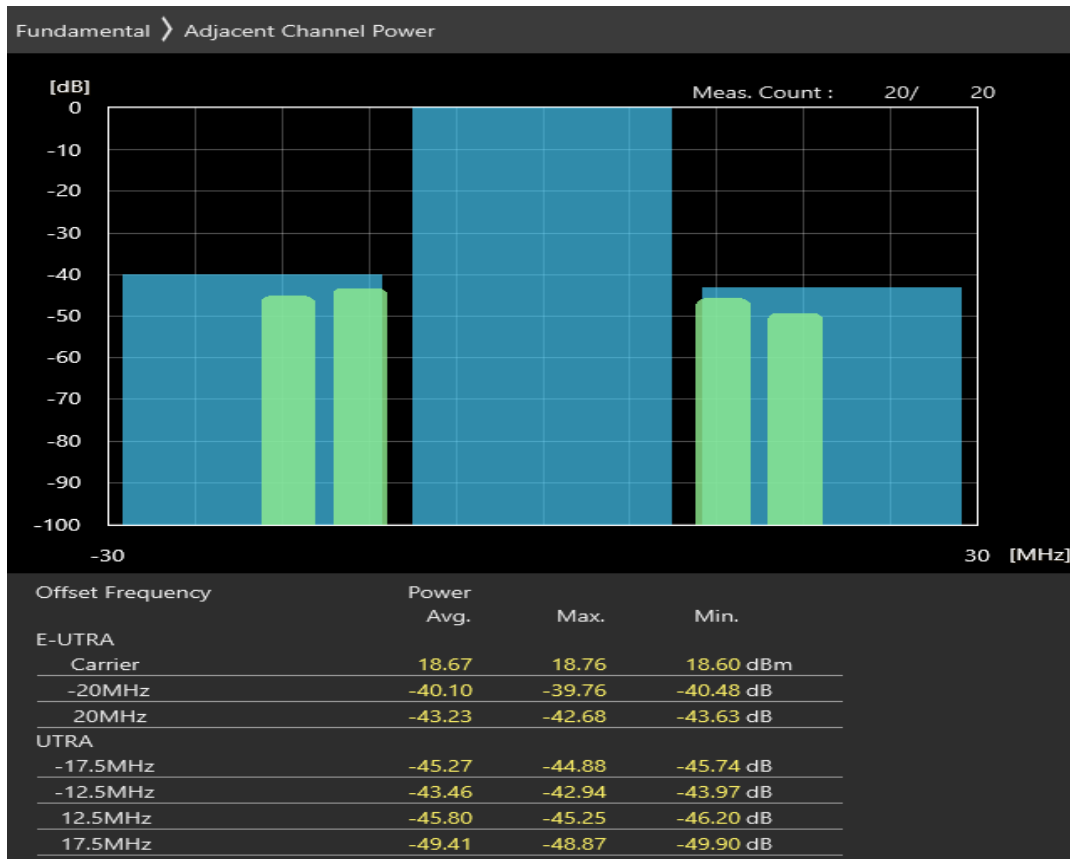 Fundamental 〉 Adjacent Channel Power
[dB]
Meas. Count : 20/ 20
0
-10
-20
-30
-40
-50
-60
-70
-80
-90
-100
-30 30 [MHz]
Offset Frequency Power
Avg. Max. Min.
E-UTRA
Carrier 18.67 18.76 18.60 dBm
-20MHz -40.10 -39.76 -40.48 dB
20MHz -43.23 -42.68 -43.63 dB
UTRA
-17.5MHz -45.27 -44.88 -45.74 dB
-12.5MHz -43.46 -42.94 -43.97 dB
12.5MHz -45.80 -45.25 -46.20 dB
17.5MHz -49.41 -48.87 -49.90 dB